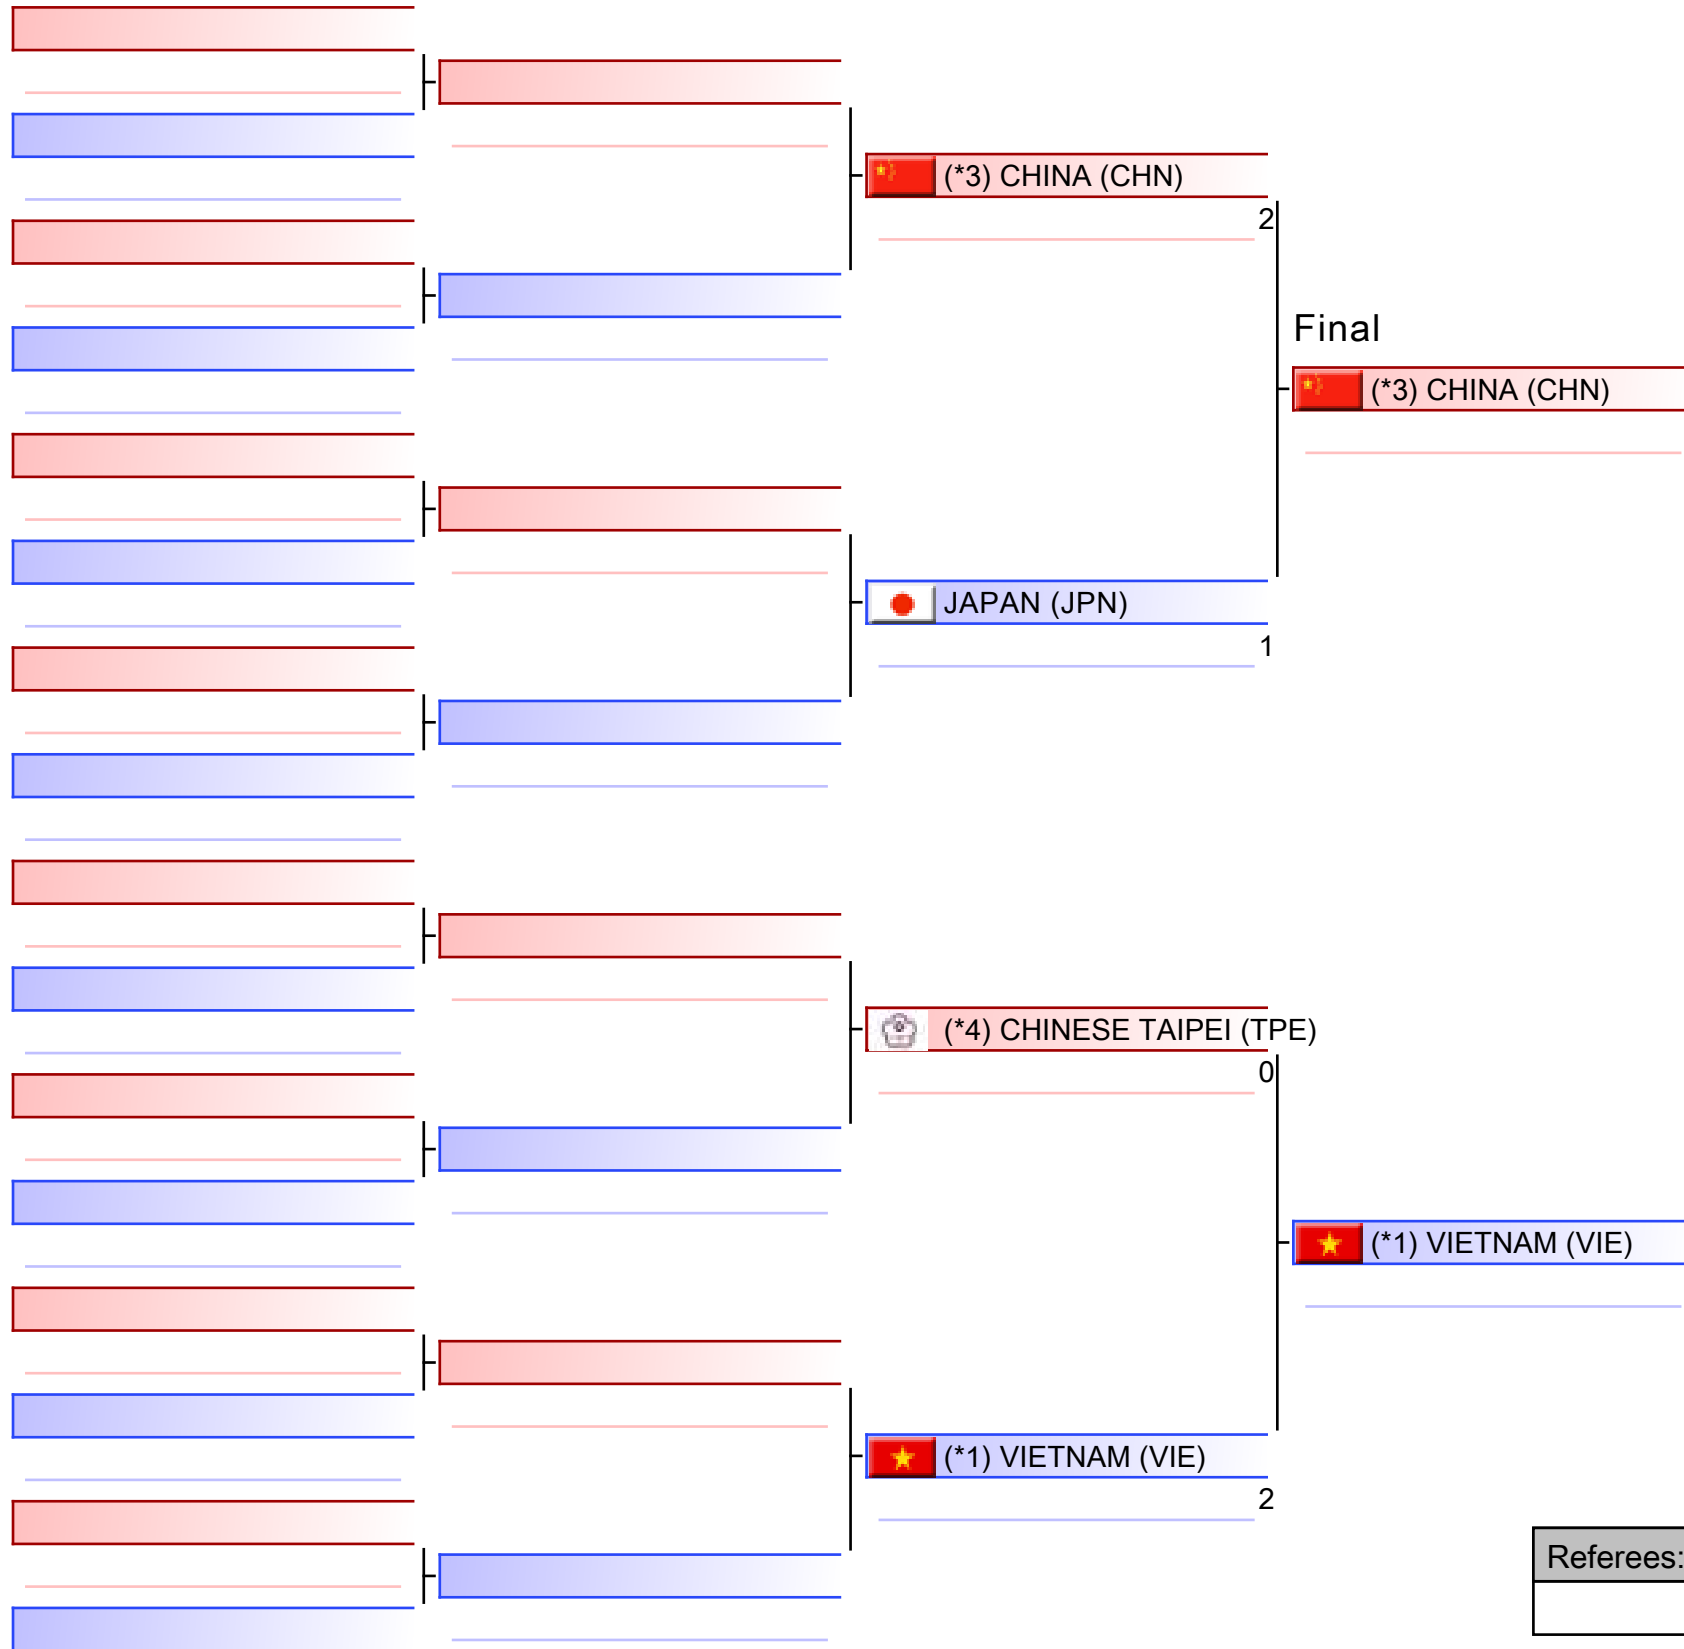 (*3) CHINA (CHN)
2
Final
(*3) CHINA (CHN)
JAPAN (JPN)
1
(*4) CHINESE TAIPEI (TPE)
0
(*1) VIETNAM (VIE)
(*1) VIETNAM (VIE)
2
Referees: